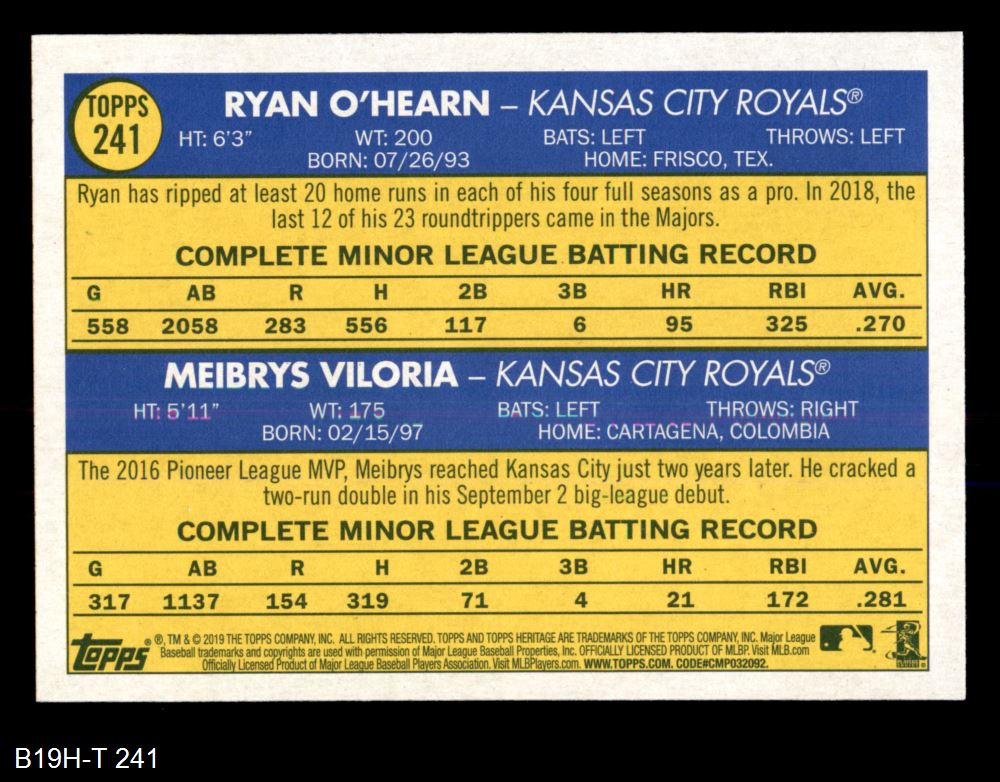 TOPPS
241
RYAN O'HEARN – KANSAS CITY ROYALS®
HT: 6'3" WT: 200 BATS: LEFT THROWS: LEFT
BORN: 07/26/93 HOME: FRISCO, TEX.
Ryan has ripped at least 20 home runs in each of his four full seasons as a pro. In 2018, the
last 12 of his 23 roundtrippers came in the Majors.
COMPLETE MINOR LEAGUE BATTING RECORD
G AB R H 2B 3B HR RBI AVG.
558 2058 283 556 117 6 95 325 .270
MEIBRYS VILORIA – KANSAS CITY ROYALS®
HT: 5'11" WT: 175 BATS: LEFT THROWS: RIGHT
BORN: 02/15/97 HOME: CARTAGENA, COLOMBIA
The 2016 Pioneer League MVP, Meibrys reached Kansas City just two years later. He cracked a
two-run double in his September 2 big-league debut.
COMPLETE MINOR LEAGUE BATTING RECORD
G AB R H 2B 3B HR RBI AVG.
317 1137 154 319 71 4 21 172 .281
Topps ® ®, TM & © 2019 THE TOPPS COMPANY, INC. ALL RIGHTS RESERVED. TOPPS AND TOPPS HERITAGE ARE TRADEMARKS OF THE TOPPS COMPANY, INC. Major League
Baseball trademarks and copyrights are used with permission of Major League Baseball Properties, Inc. OFFICIALLY LICENSED PRODUCT OF MLBP. Visit MLB.com
Officially Licensed Product of Major League Baseball Players Association. Visit MLBPlayers.com. WWW.TOPPS.COM. CODE#CMP032092.
B19H-T 241